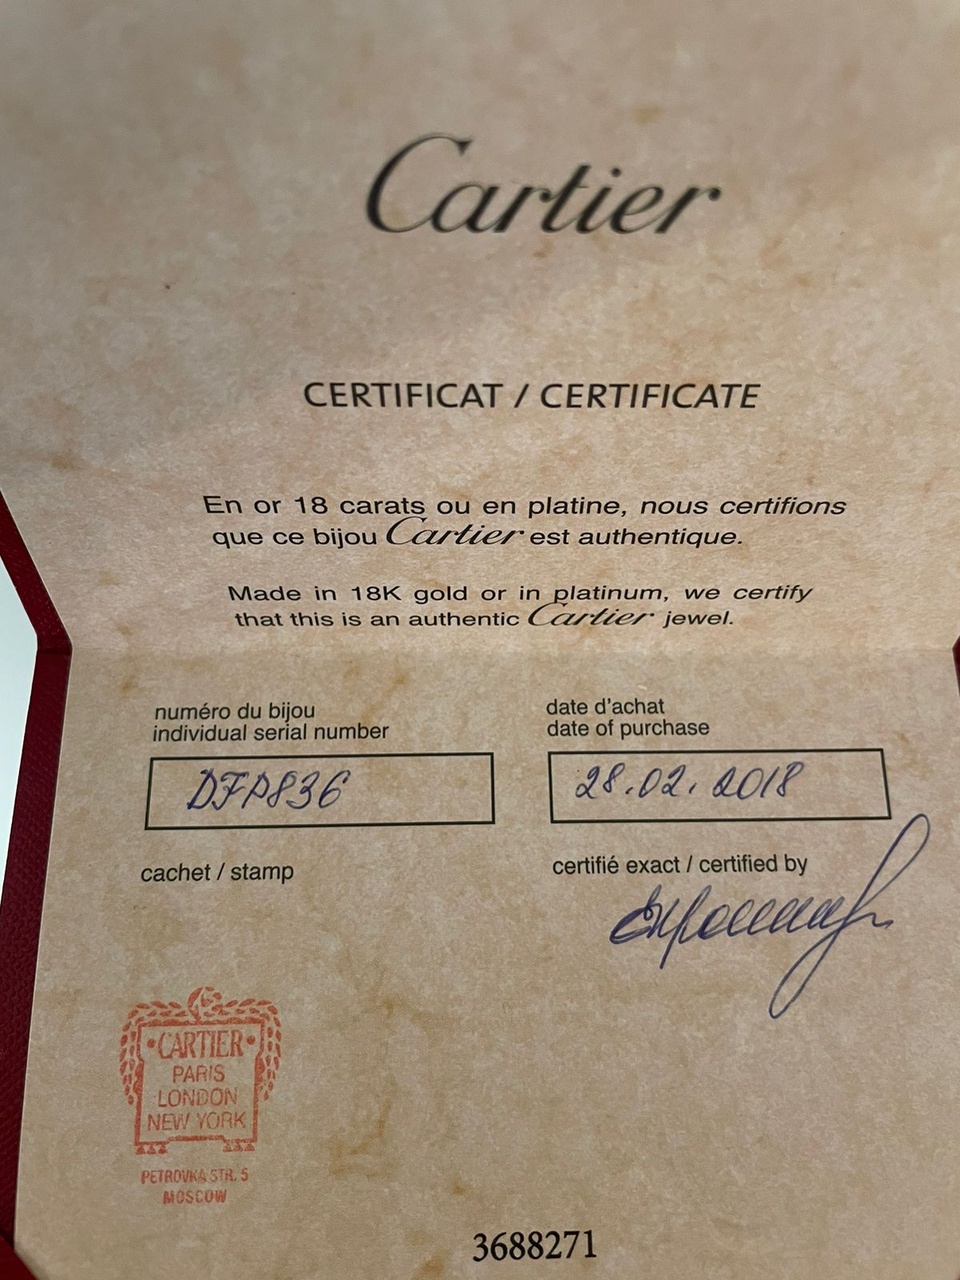 Cartier
CERTIFICAT / CERTIFICATE
En or 18 carats ou en platine, nous certifions
que ce bijou Cartier est authentique.
Made in 18K gold or in platinum, we certify
that this is an authentic Cartier jewel.
numéro du bijou
individual serial number
date d'achat
date of purchase
DFP836
28.02.2018
cachet / stamp
certifié exact / certified by
CARTIER
PARIS
LONDON
NEW YORK
PETROVKA STR. 5
MOSCOW
3688271